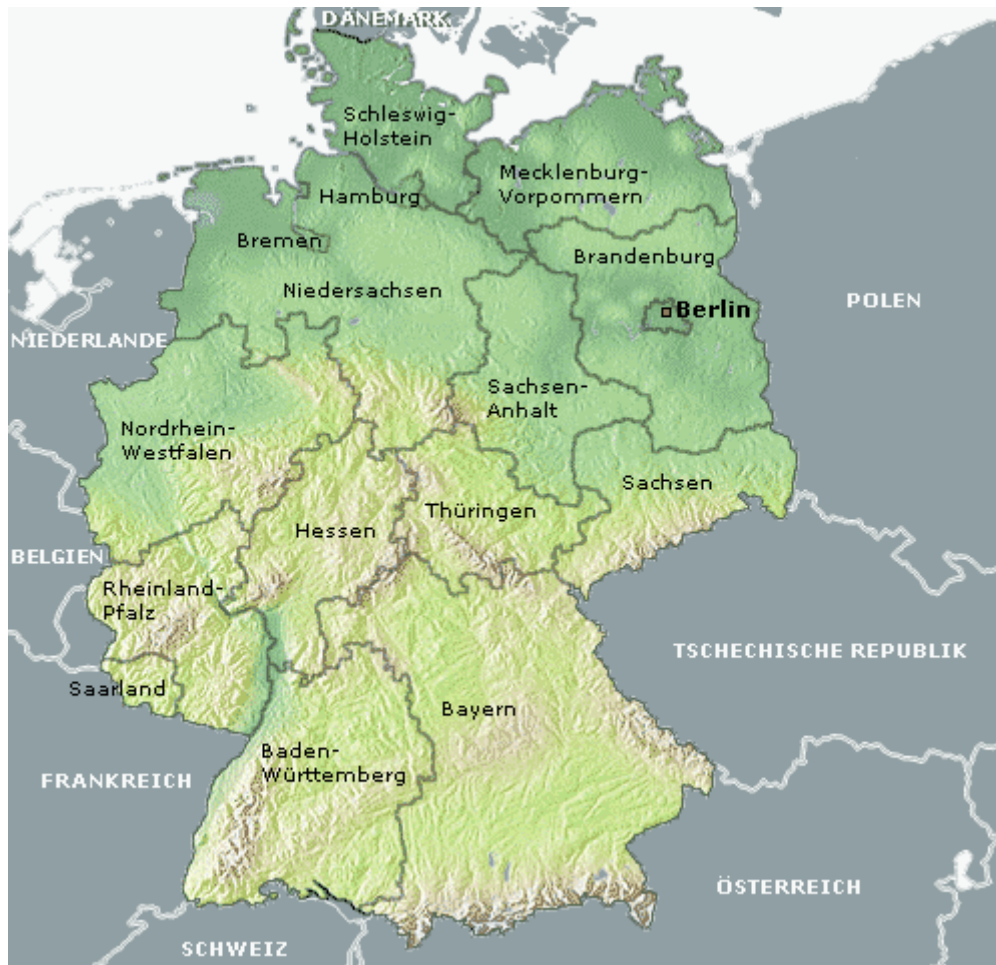 DÄNEMARK
Schleswig-
Holstein
Mecklenburg-
Vorpommern
Hamburg
Bremen
Brandenburg
Niedersachsen
Berlin
POLEN
NIEDERLANDE
Sachsen-
Anhalt
Nordrhein-
Westfalen
Sachsen
Thüringen
Hessen
BELGIEN
Rheinland-
Pfalz
TSCHECHISCHE REPUBLIK
Saarland
Bayern
Baden-
Württemberg
FRANKREICH
ÖSTERREICH
SCHWEIZ